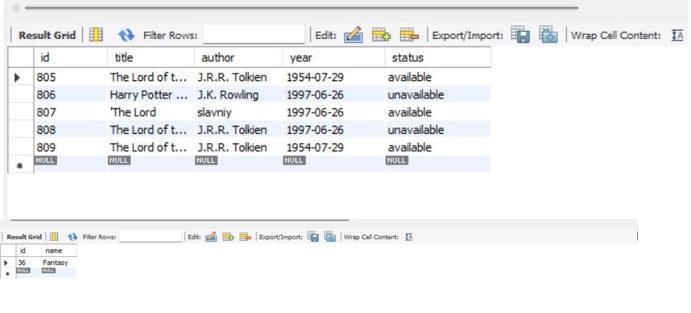 Result Grid Filter Rows: Edit: Export/Import: Wrap Cell Content: IA
id title author year status
805 The Lord of t... J.R.R. Tolkien 1954-07-29 available
806 Harry Potter ... J.K. Rowling 1997-06-26 unavailable
807 'The Lord slavniy 1997-06-26 available
808 The Lord of t... J.R.R. Tolkien 1997-06-26 unavailable
809 The Lord of t... J.R.R. Tolkien 1954-07-29 available
NULL NULL NULL NULL NULL
Result Grid Filter Rows: Edit: Export/Import: Wrap Cell Content: IA
id name
36 Fantasy
NULL NULL